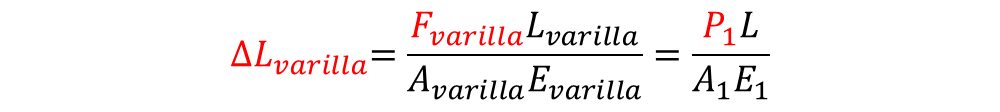 ΔL_varilla = (F_varilla L_varilla) / (A_varilla E_varilla) = (P_1 L) / (A_1 E_1)